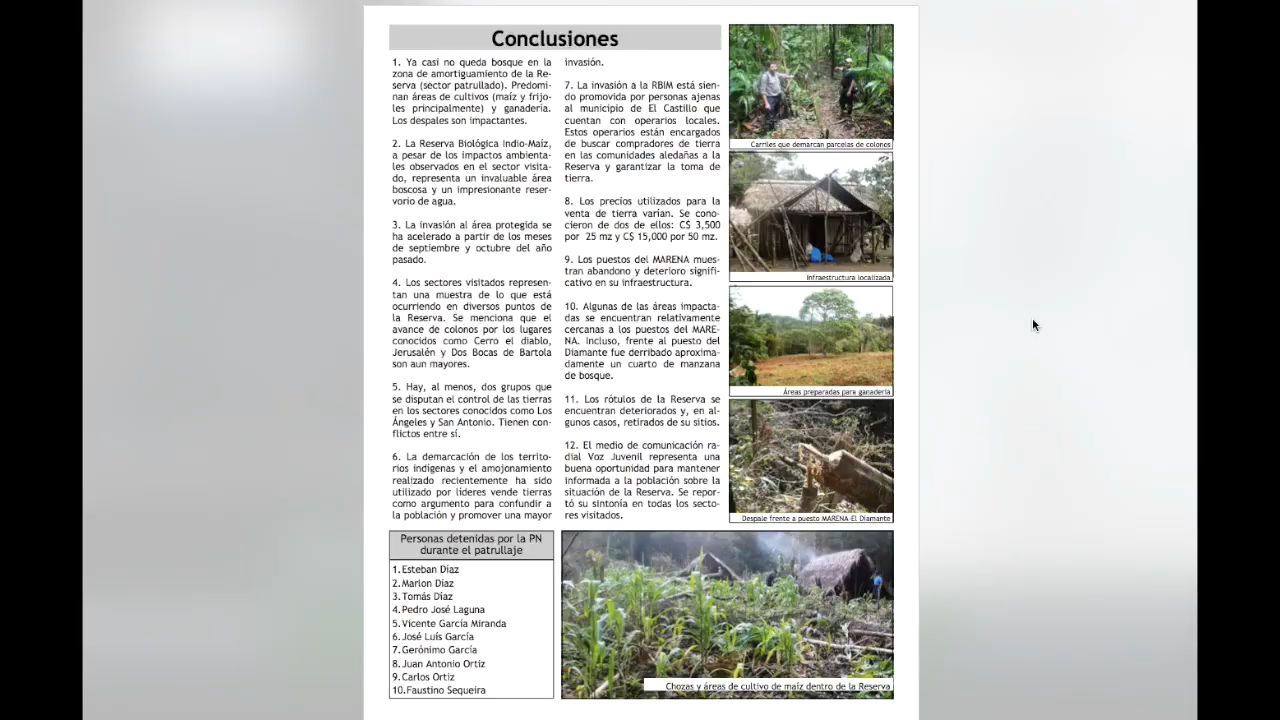 Conclusiones
1. Ya casi no queda bosque en la
zona de amortiguamiento de la Re-
serva (sector patrullado). Predomi-
nan áreas de cultivos (maíz y frijo-
les principalmente) y ganadería.
Los despales son impactantes.
2. La Reserva Biológica Indio-Maíz,
a pesar de los impactos ambienta-
les observados en el sector visita-
do, representa un invaluable área
boscosa y un impresionante reser-
vorio de agua.
3. La invasión al área protegida se
ha acelerado a partir de los meses
de septiembre y octubre del año
pasado.
4. Los sectores visitados represen-
tan una muestra de lo que está
ocurriendo en diversos puntos de
la Reserva. Se menciona que el
avance de colonos por los lugares
conocidos como Cerro el diablo,
Jerusalén y Dos Bocas de Bartola
son aun mayores.
5. Hay, al menos, dos grupos que
se disputan el control de las tierras
en los sectores conocidos como Los
Ángeles y San Antonio. Tienen con-
flictos entre sí.
6. La demarcación de los territo-
rios indígenas y el amojonamiento
realizado recientemente ha sido
utilizado por líderes vende tierras
como argumento para confundir a
la población y promover una mayor
invasión.
7. La invasión a la RBIM está sien-
do promovida por personas ajenas
al municipio de El Castillo que
cuentan con operarios locales.
Estos operarios están encargados
de buscar compradores de tierra
en las comunidades aledañas a la
Reserva y garantizar la toma de
tierra.
8. Los precios utilizados para la
venta de tierra varían. Se cono-
cieron de dos de ellos: C$ 3,500
por 25 mz y C$ 15,000 por 50 mz.
9. Los puestos del MARENA mues-
tran abandono y deterioro signifi-
cativo en su infraestructura.
10. Algunas de las áreas impacta-
das se encuentran relativamente
cercanas a los puestos del MARE-
NA. Incluso, frente al puesto del
Diamante fue derribado aproxima-
damente un cuarto de manzana
de bosque.
11. Los rótulos de la Reserva se
encuentran deteriorados y, en al-
gunos casos, retirados de su sitios.
12. El medio de comunicación ra-
dial Voz Juvenil representa una
buena oportunidad para mantener
informada a la población sobre la
situación de la Reserva. Se repor-
tó su sintonía en todas los secto-
res visitados.
Carriles que demarcan parcelas de colonos
Infraestructura localizada
Áreas preparadas para ganadería
Despale frente a puesto MARENA El Diamante
Personas detenidas por la PN
durante el patrullaje
1. Esteban Díaz
2. Marlon Díaz
3. Tomás Díaz
4. Pedro José Laguna
5. Vicente García Miranda
6. José Luís García
7. Gerónimo García
8. Juan Antonio Ortiz
9. Carlos Ortiz
10. Faustino Sequeira
Chozas y áreas de cultivo de maíz dentro de la Reserva